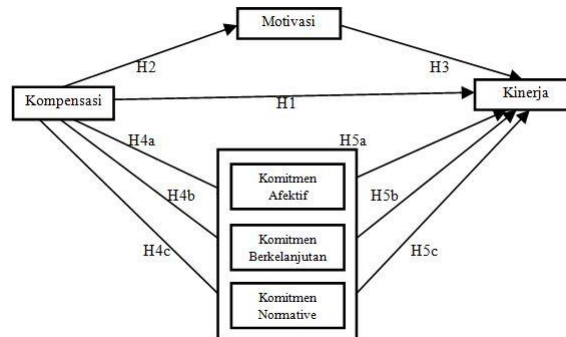 Motivasi
H2
H3
Kompensasi
H1
Kinerja
H4a
H5a
Komitmen
Afektif
H4b
H5b
Komitmen
Berkelanjutan
H4c
H5c
Komitmen
Normative